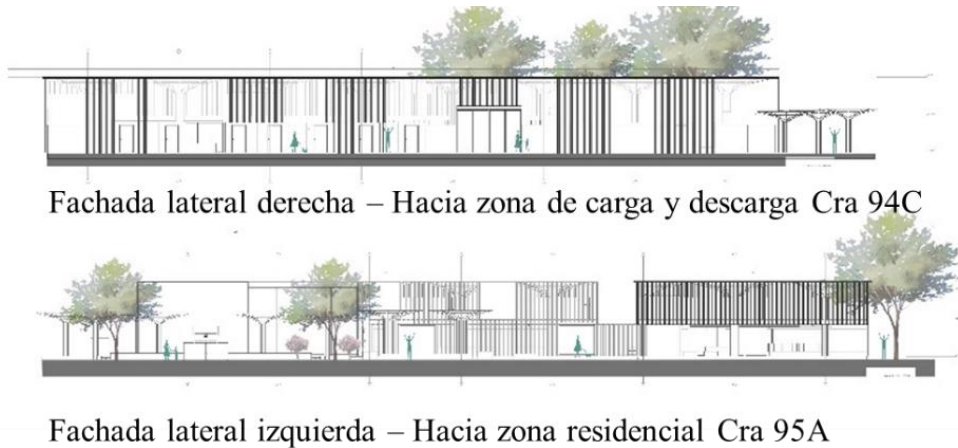 Fachada lateral derecha – Hacia zona de carga y descarga Cra 94C
Fachada lateral izquierda – Hacia zona residencial Cra 95A